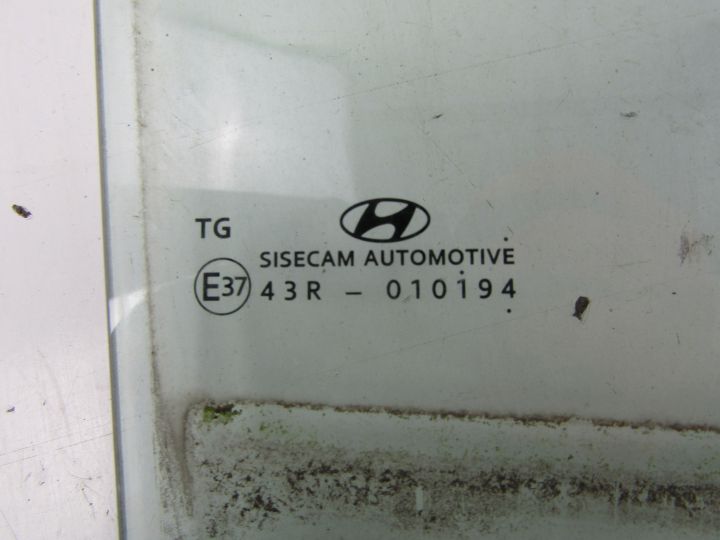 TG
SISECAM AUTOMOTIVE
E37 43R - 010194